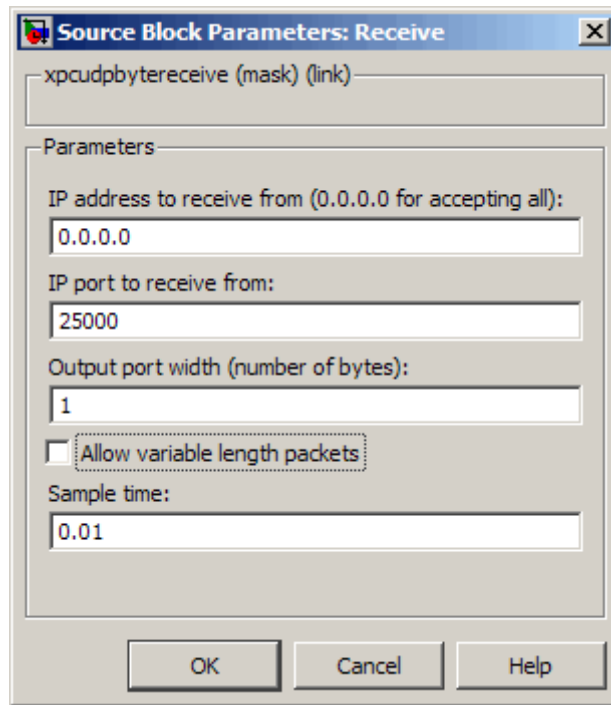 Source Block Parameters: Receive
xpcudpbytereceive (mask) (link)
Parameters
IP address to receive from (0.0.0.0 for accepting all):
0.0.0.0
IP port to receive from:
25000
Output port width (number of bytes):
1
Allow variable length packets
Sample time:
0.01
OK Cancel Help